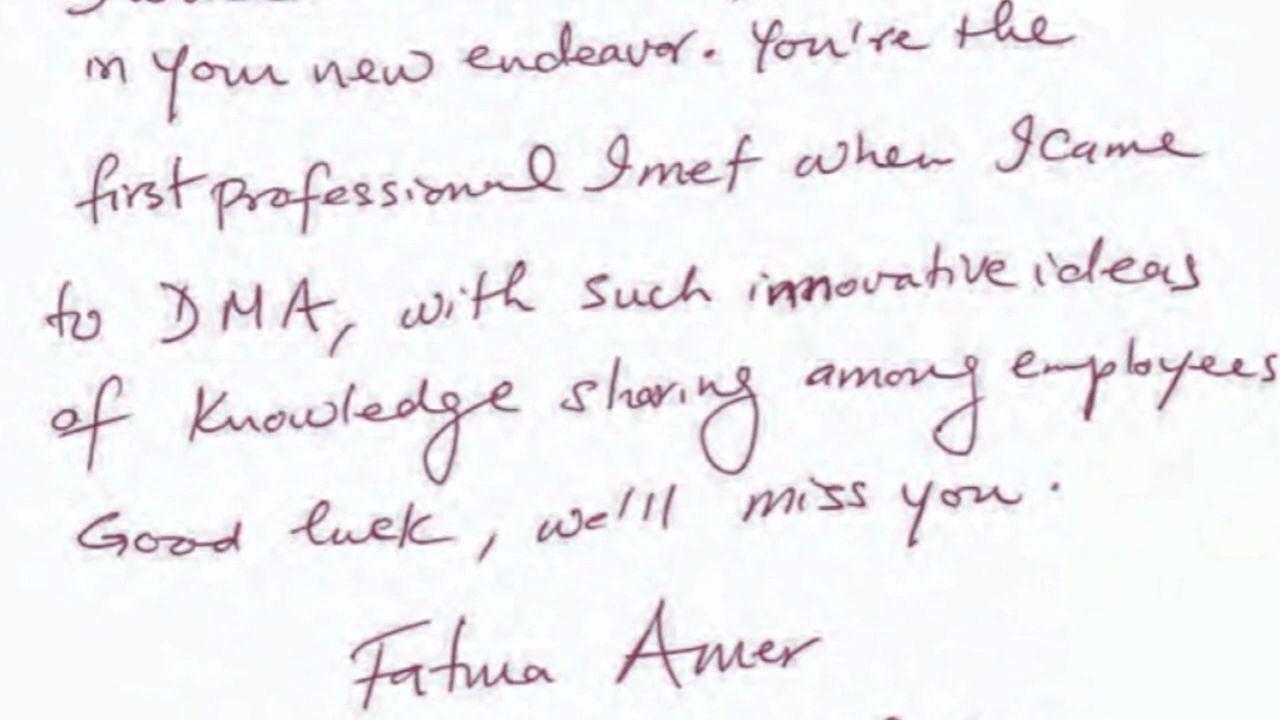 in your new endeavor. You're the
first professional I met when I came
to DMA, with such innovative ideas
of Knowledge sharing among employees
Good luck, we'll miss you.
Fatma Amer